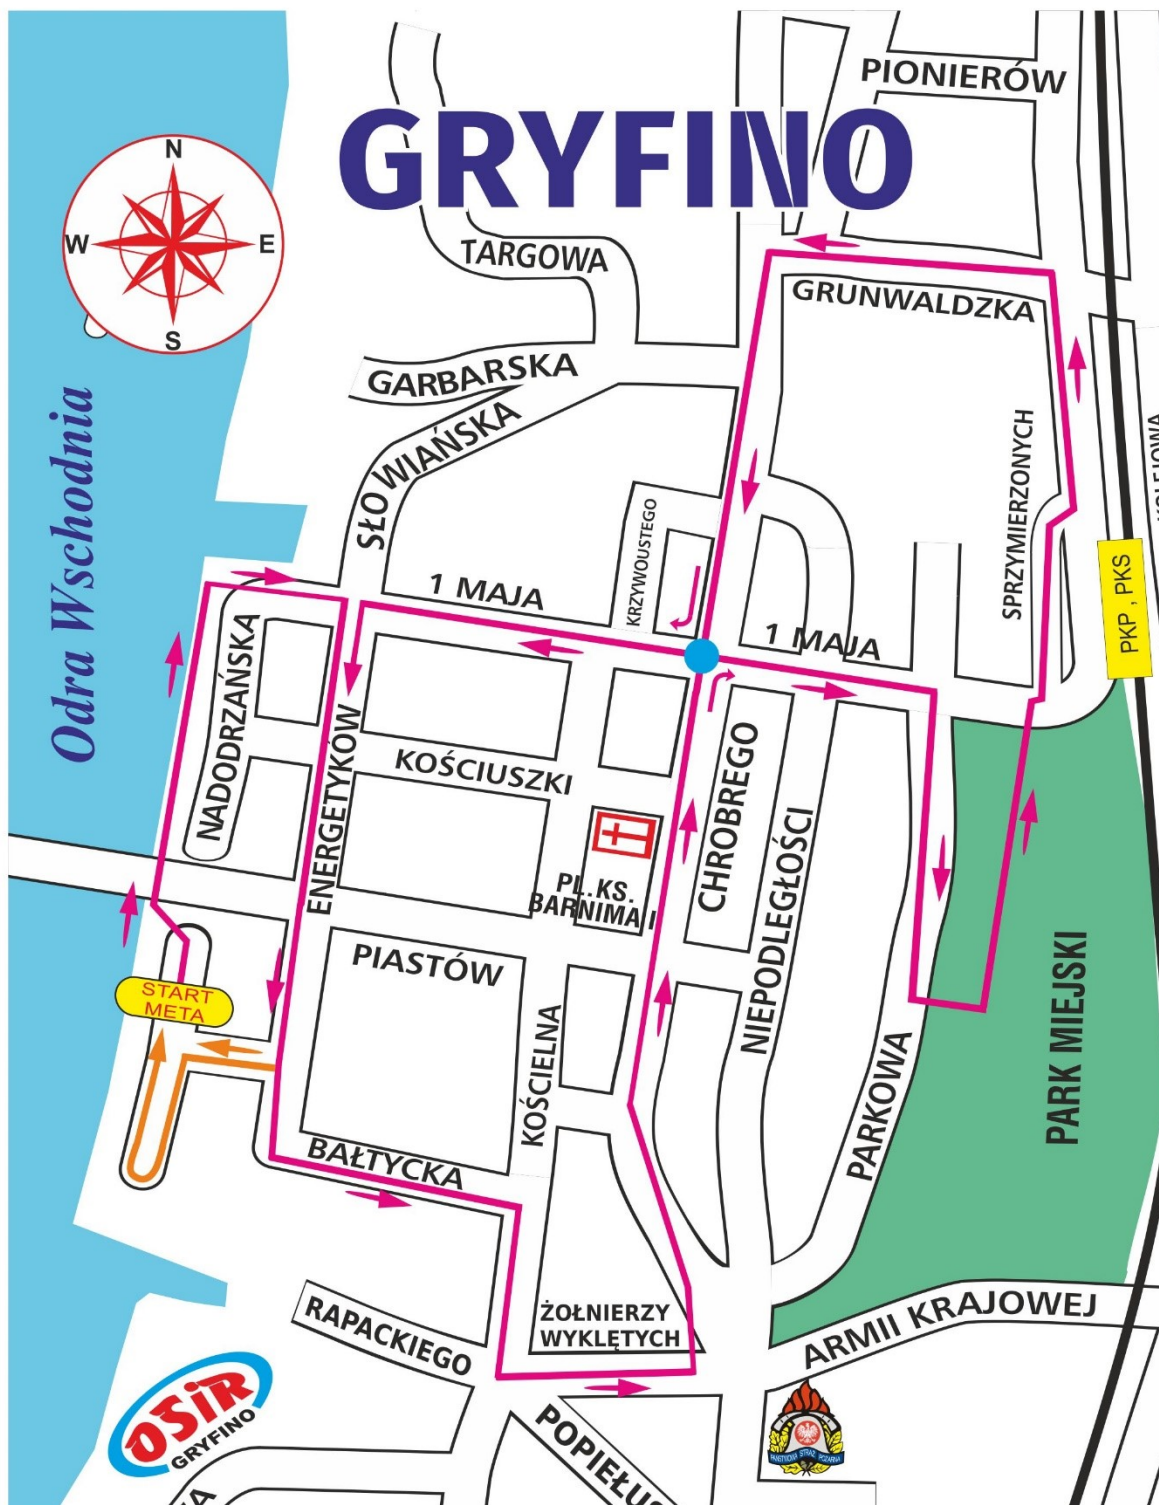 PIONIERÓW
GRYFINO
N
W
E
S
TARGOWA
GRUNWALDZKA
GARBARSKA
SŁOWIAŃSKA
Odra Wschodnia
SPRZYMIERZONYCH
KRZYWOUSTEGO
1 MAJA
1 MAJA
PKP , PKS
NADODRZAŃSKA
ENERGETYKÓW
KOŚCIUSZKI
CHROBREGO
NIEPODLEGŁOŚCI
PL.KS.
BARNIMA I
PIASTÓW
START
META
KOŚCIELNA
PARKOWA
PARK MIEJSKI
BAŁTYCKA
ŻOŁNIERZY
WYKLĘTYCH
RAPACKIEGO
ARMII KRAJOWEJ
OSiR
GRYFINO